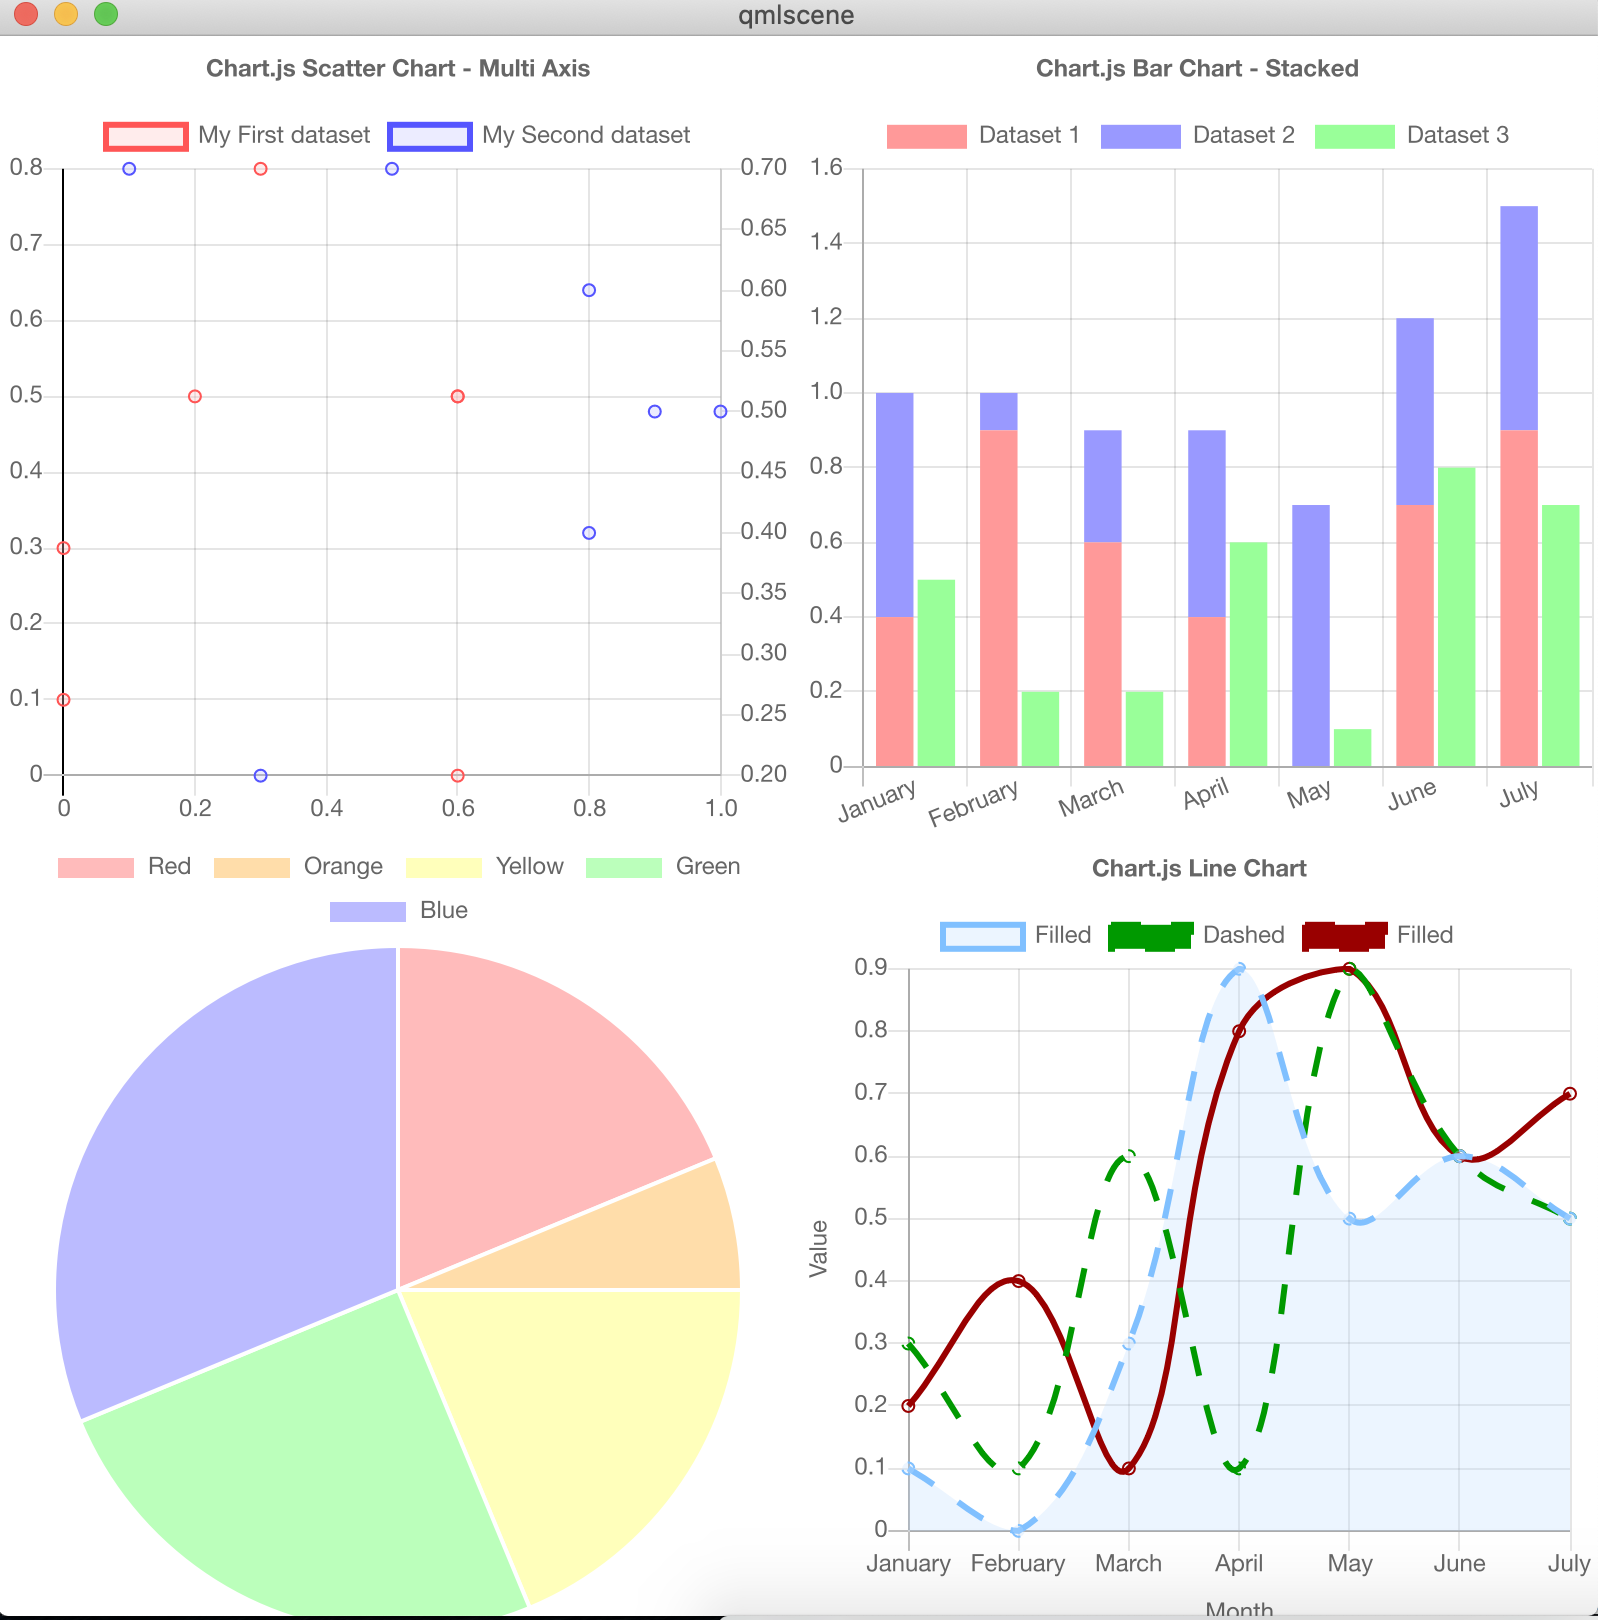 qmlscene
Chart.js Scatter Chart - Multi Axis
My First dataset My Second dataset
0.8
0.7
0.6
0.5
0.4
0.3
0.2
0.1
0
0.70
0.65
0.60
0.55
0.50
0.45
0.40
0.35
0.30
0.25
0.20
0 0.2 0.4 0.6 0.8 1.0
Chart.js Bar Chart - Stacked
Dataset 1 Dataset 2 Dataset 3
1.6
1.4
1.2
1.0
0.8
0.6
0.4
0.2
0
January February March April May June July
Red Orange Yellow Green
Blue
Chart.js Line Chart
Filled Dashed Filled
Value
0.9
0.8
0.7
0.6
0.5
0.4
0.3
0.2
0.1
0
January February March April May June July
Month